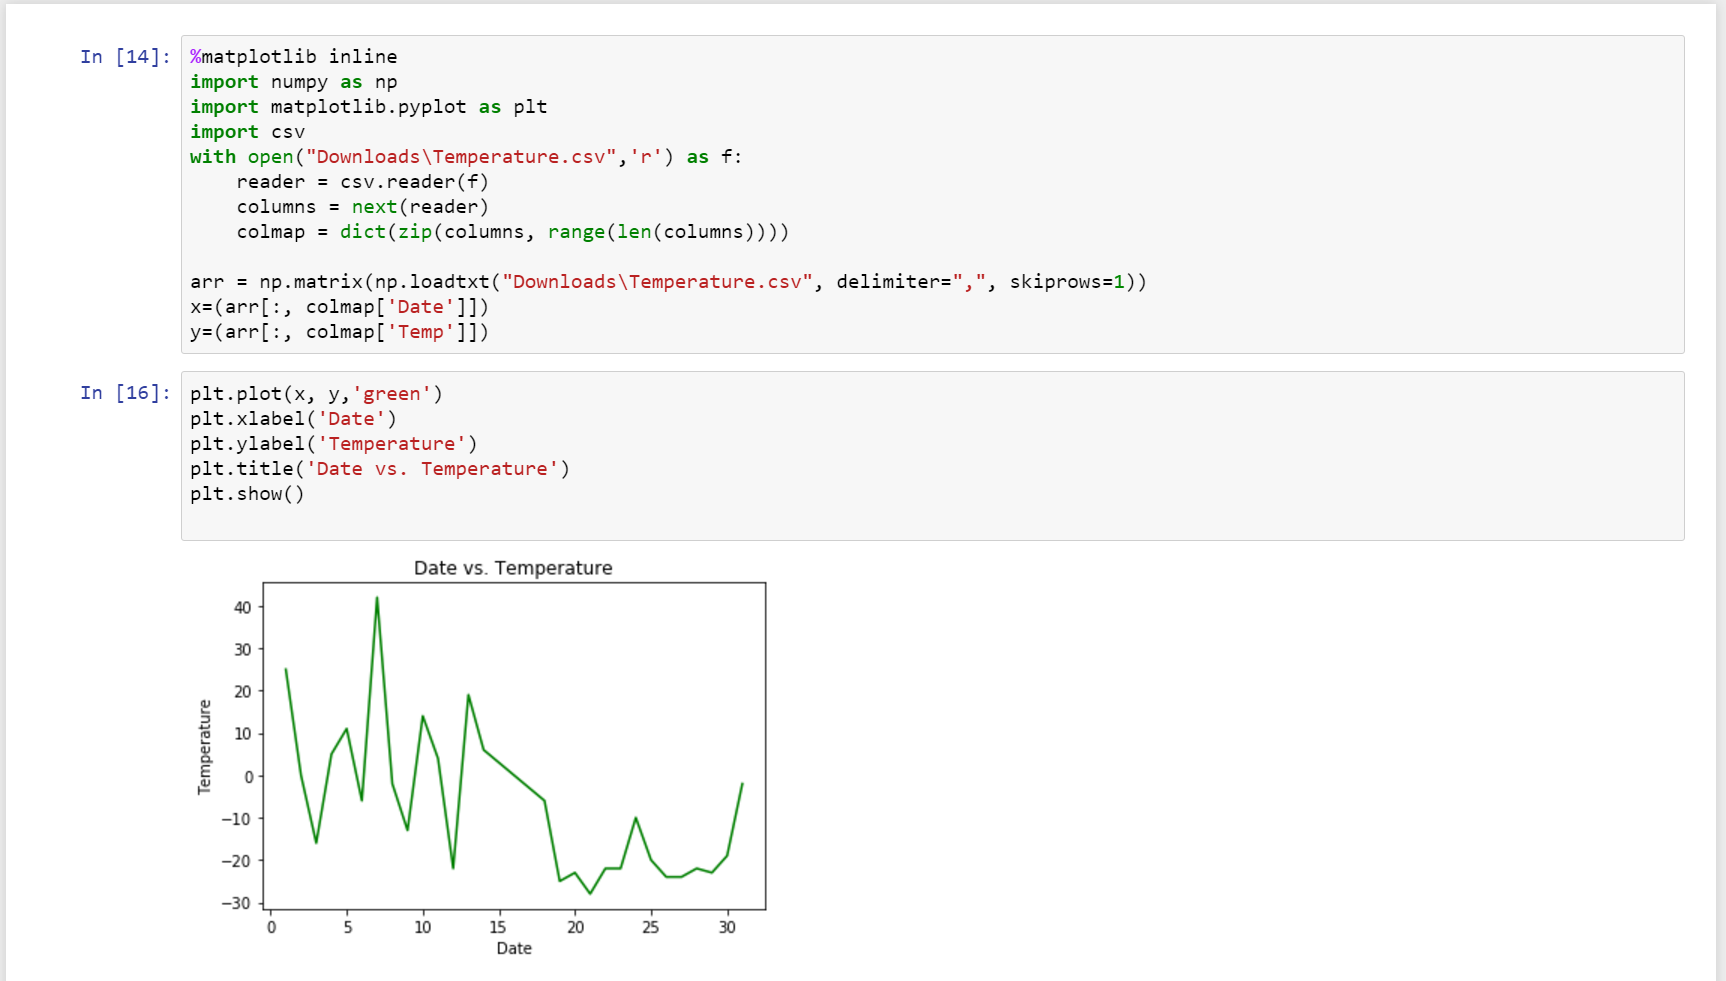 In [14]:
%matplotlib inline
import numpy as np
import matplotlib.pyplot as plt
import csv
with open("Downloads\Temperature.csv",'r') as f:
    reader = csv.reader(f)
    columns = next(reader)
    colmap = dict(zip(columns, range(len(columns))))
arr = np.matrix(np.loadtxt("Downloads\Temperature.csv", delimiter=",", skiprows=1))
x=(arr[:, colmap['Date']])
y=(arr[:, colmap['Temp']])
In [16]:
plt.plot(x, y,'green')
plt.xlabel('Date')
plt.ylabel('Temperature')
plt.title('Date vs. Temperature')
plt.show()
Date vs. Temperature
Temperature
40
30
20
10
0
−10
−20
−30
0 5 10 15 20 25 30
Date